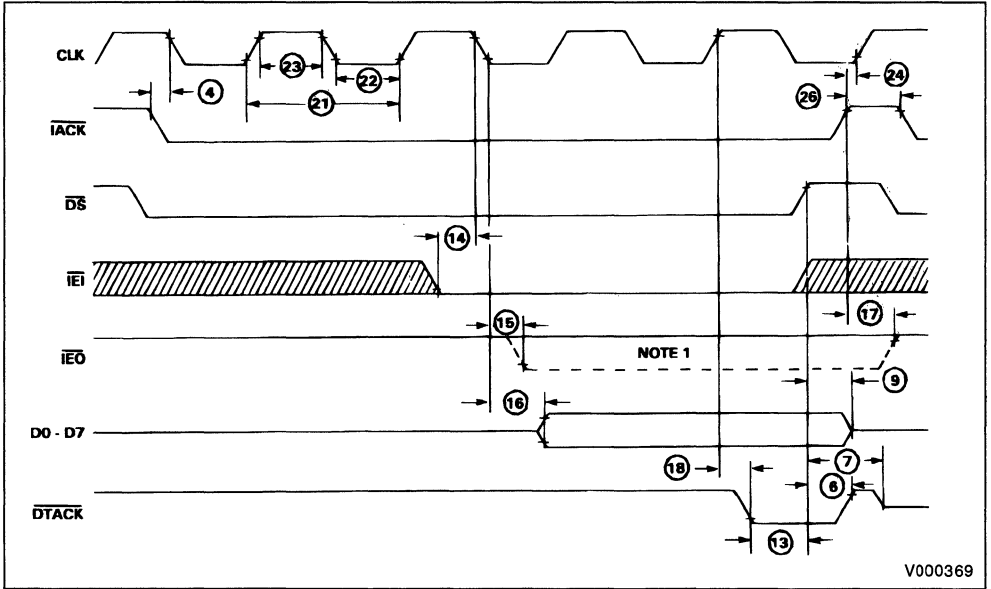 CLK
23
22
24
4
21
26
IACK
DS
14
IEI
17
15
IEO
NOTE 1
9
16
D0 - D7
18
7
6
DTACK
13
V000369